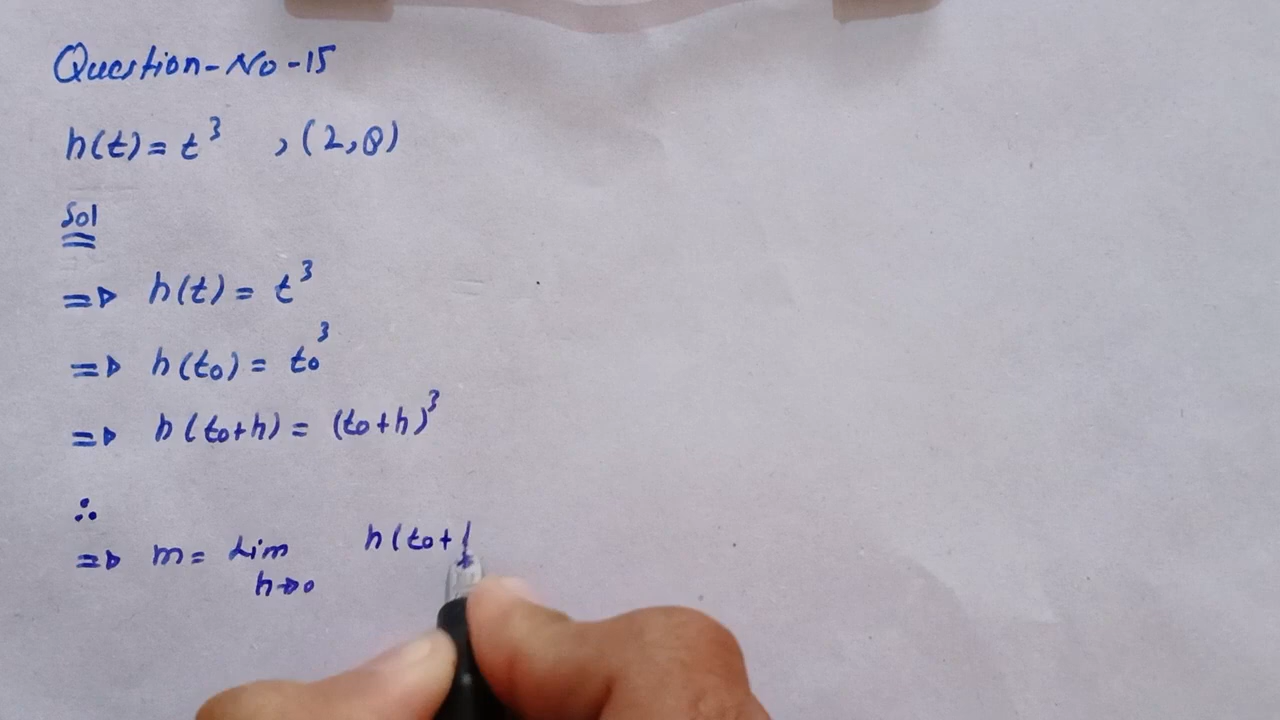 Question-No-15
h(t) = t³ , (2,8)
Sol
=> h(t) = t³
=> h(t₀) = t₀³
=> h(t₀+h) = (t₀+h)³
∴
=> m = Lim h(t₀+
h→0